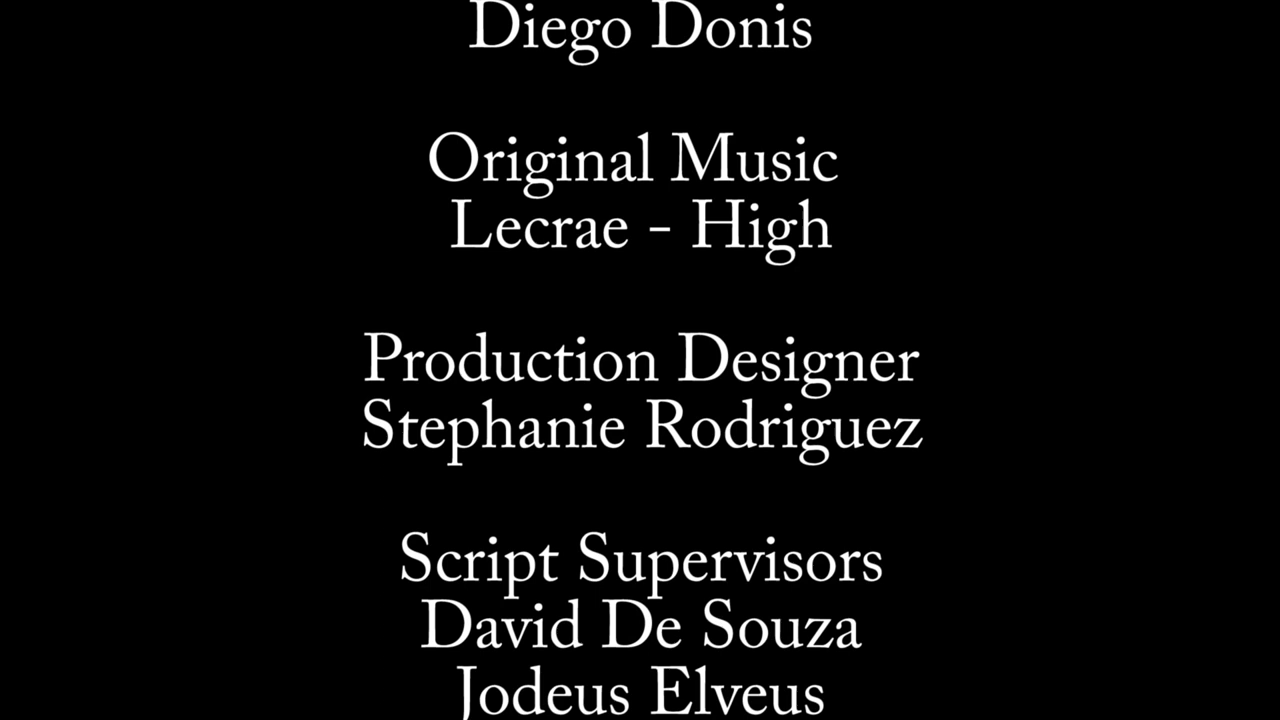 Diego Donis
Original Music
Lecrae - High
Production Designer
Stephanie Rodriguez
Script Supervisors
David De Souza
Jodeus Elveus